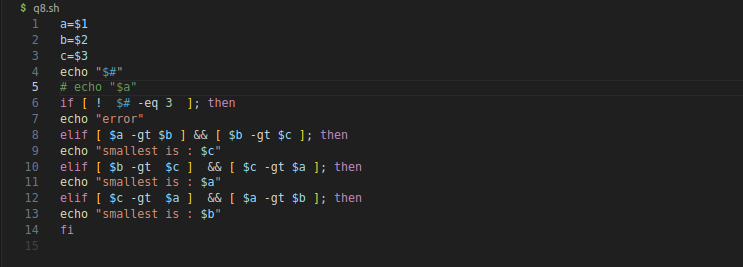 $ q8.sh
1 a=$1
2 b=$2
3 c=$3
4 echo "$#"
5 # echo "$a"
6 if [ !  $# -eq 3  ]; then
7 echo "error"
8 elif [ $a -gt $b ] && [ $b -gt $c ]; then
9 echo "smallest is : $c"
10 elif [ $b -gt  $c ]  && [ $c -gt $a ]; then
11 echo "smallest is : $a"
12 elif [ $c -gt  $a ]  && [ $a -gt $b ]; then
13 echo "smallest is : $b"
14 fi
15